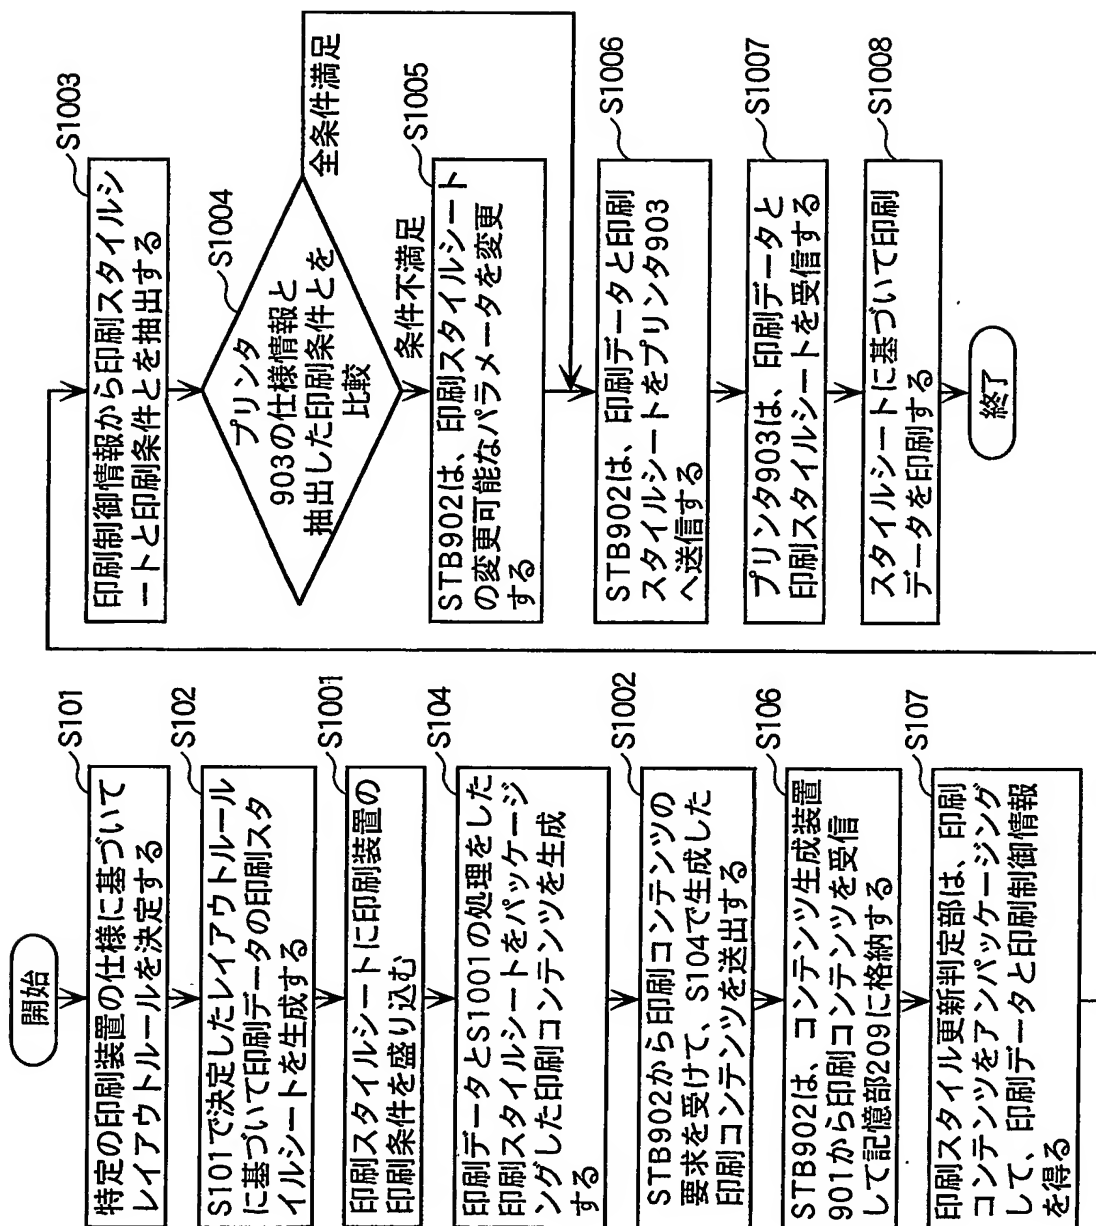 開始
S101
特定の印刷装置の仕様に基づいて
レイアウトルールを決定する
S102
S101で決定したレイアウトルール
に基づいて印刷データの印刷スタ
イルシートを生成する
S1001
印刷スタイルシートに印刷装置の
印刷条件を盛り込む
S104
印刷データとS1001の処理をした
印刷スタイルシートをパッケージ
ングした印刷コンテンツを生成
する
S1002
STB902から印刷コンテンツの
要求を受けて、S104で生成した
印刷コンテンツを送出する
S106
STB902は、コンテンツ生成装置
901から印刷コンテンツを受信
して記憶部209に格納する
S107
印刷スタイル更新判定部は、印刷
コンテンツをアンパッケージング
して、印刷データと印刷制御情報
を得る
S1003
印刷制御情報から印刷スタイルシ
ートと印刷条件とを抽出する
S1004
プリンタ
903の仕様情報と
抽出した印刷条件とを
比較
全条件満足
条件不満足
S1005
STB902は、印刷スタイルシート
の変更可能なパラメータを変更
する
S1006
STB902は、印刷データと印刷
スタイルシートをプリンタ903
へ送信する
S1007
プリンタ903は、印刷データと
印刷スタイルシートを受信する
S1008
スタイルシートに基づいて印刷
データを印刷する
終了